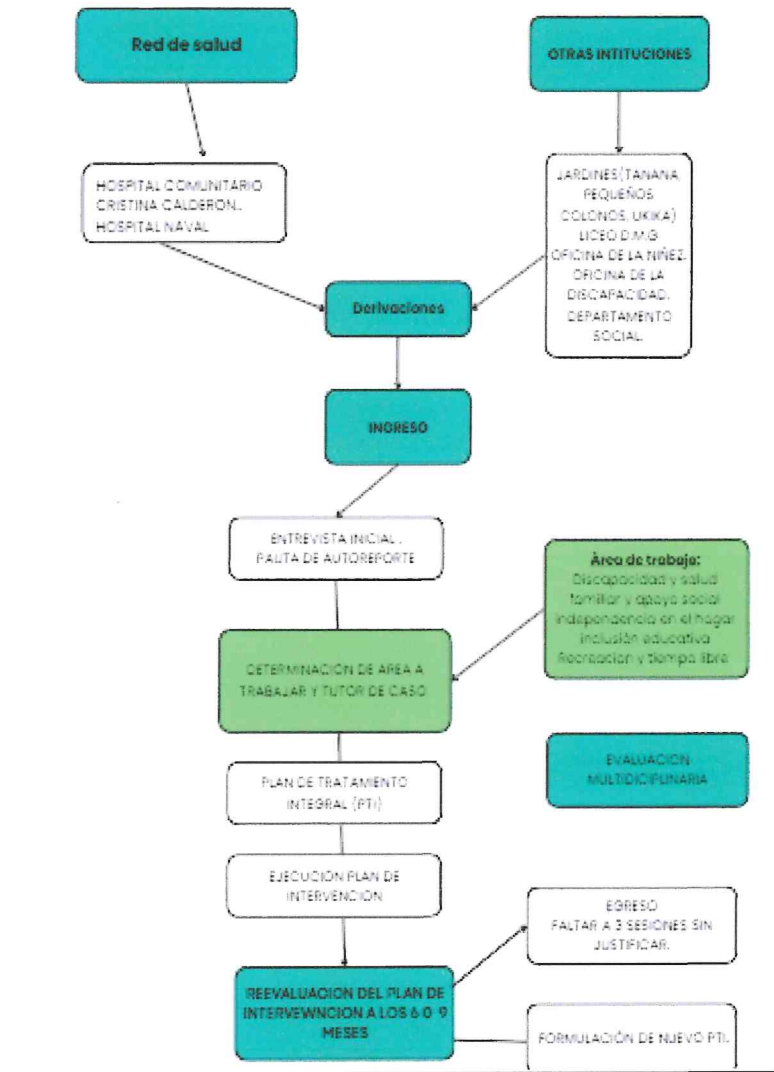 Red de salud
OTRAS INTITUCIONES
HOSPITAL COMUNITARIO
CRISTINA CALDERON..
HOSPITAL NAVAL
JARDINES(TANANA,
PEQUEÑOS
COLONOS, UKIKA)
LICEO D.M.G
OFICINA DE LA NIÑEZ.
OFICINA DE LA
DISCAPACIDAD.
DEPARTAMENTO
SOCIAL.
Derivaciones
INGRESO
ENTREVISTA INICIAL .
PAUTA DE AUTOREPORTE
Área de trabajo:
Discapacidad y salud
familiar y apoyo social
independencia en el hogar
inclusión educativa
Recreacion y tiempo libre
DETERMINACION DE AREA A
TRABAJAR Y TUTOR DE CASO.
EVALUACION
MULTIDICIPLINARIA
PLAN DE TRATAMIENTO
INTEGRAL (PTI)
EJECUCION PLAN DE
INTERVENCION
EGRESO
FALTAR A 3 SESIONES SIN
JUSTIFICAR.
REEVALUACION DEL PLAN DE
INTERVEWNCION A LOS 6 O 9
MESES
FORMULACIÓN DE NUEVO PTI.